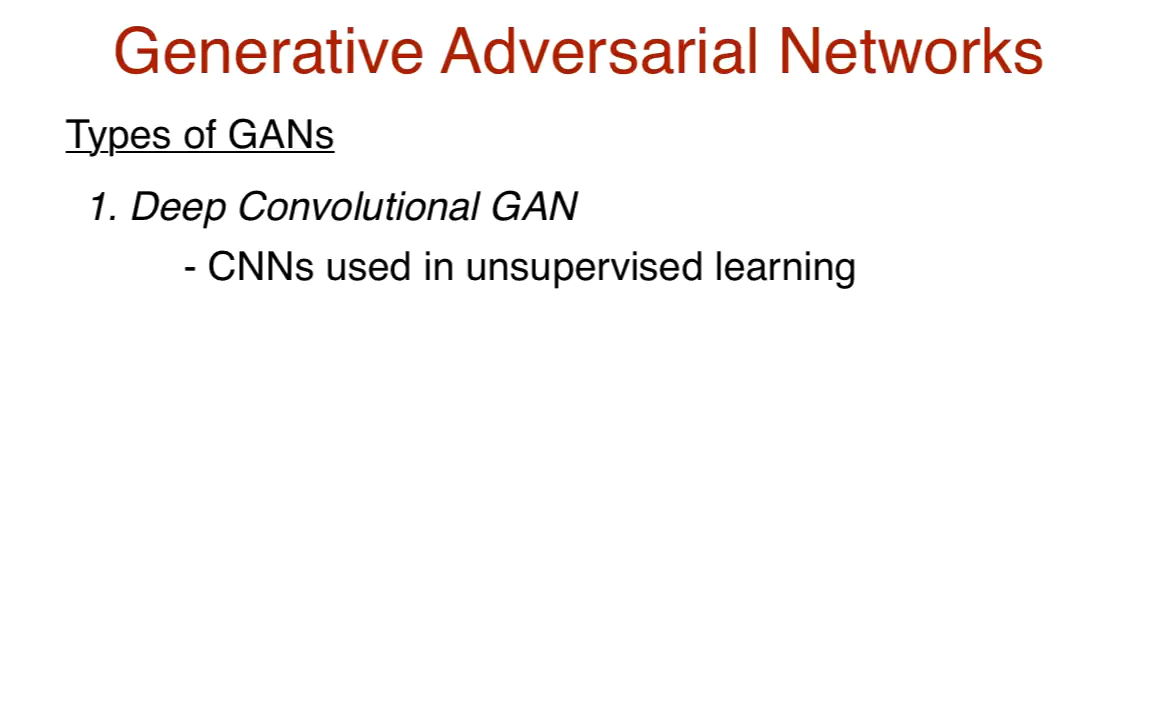 Generative Adversarial Networks
Types of GANs
1. Deep Convolutional GAN
- CNNs used in unsupervised learning